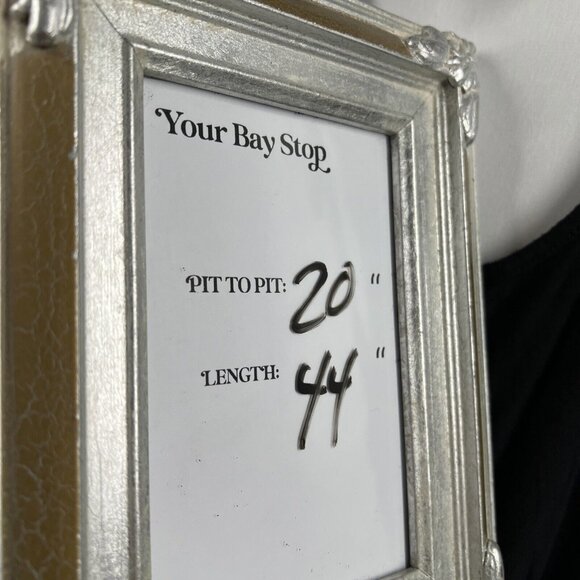 Your Bay Stop
PIT TO PIT: 20 "
LENGTH: 44 "